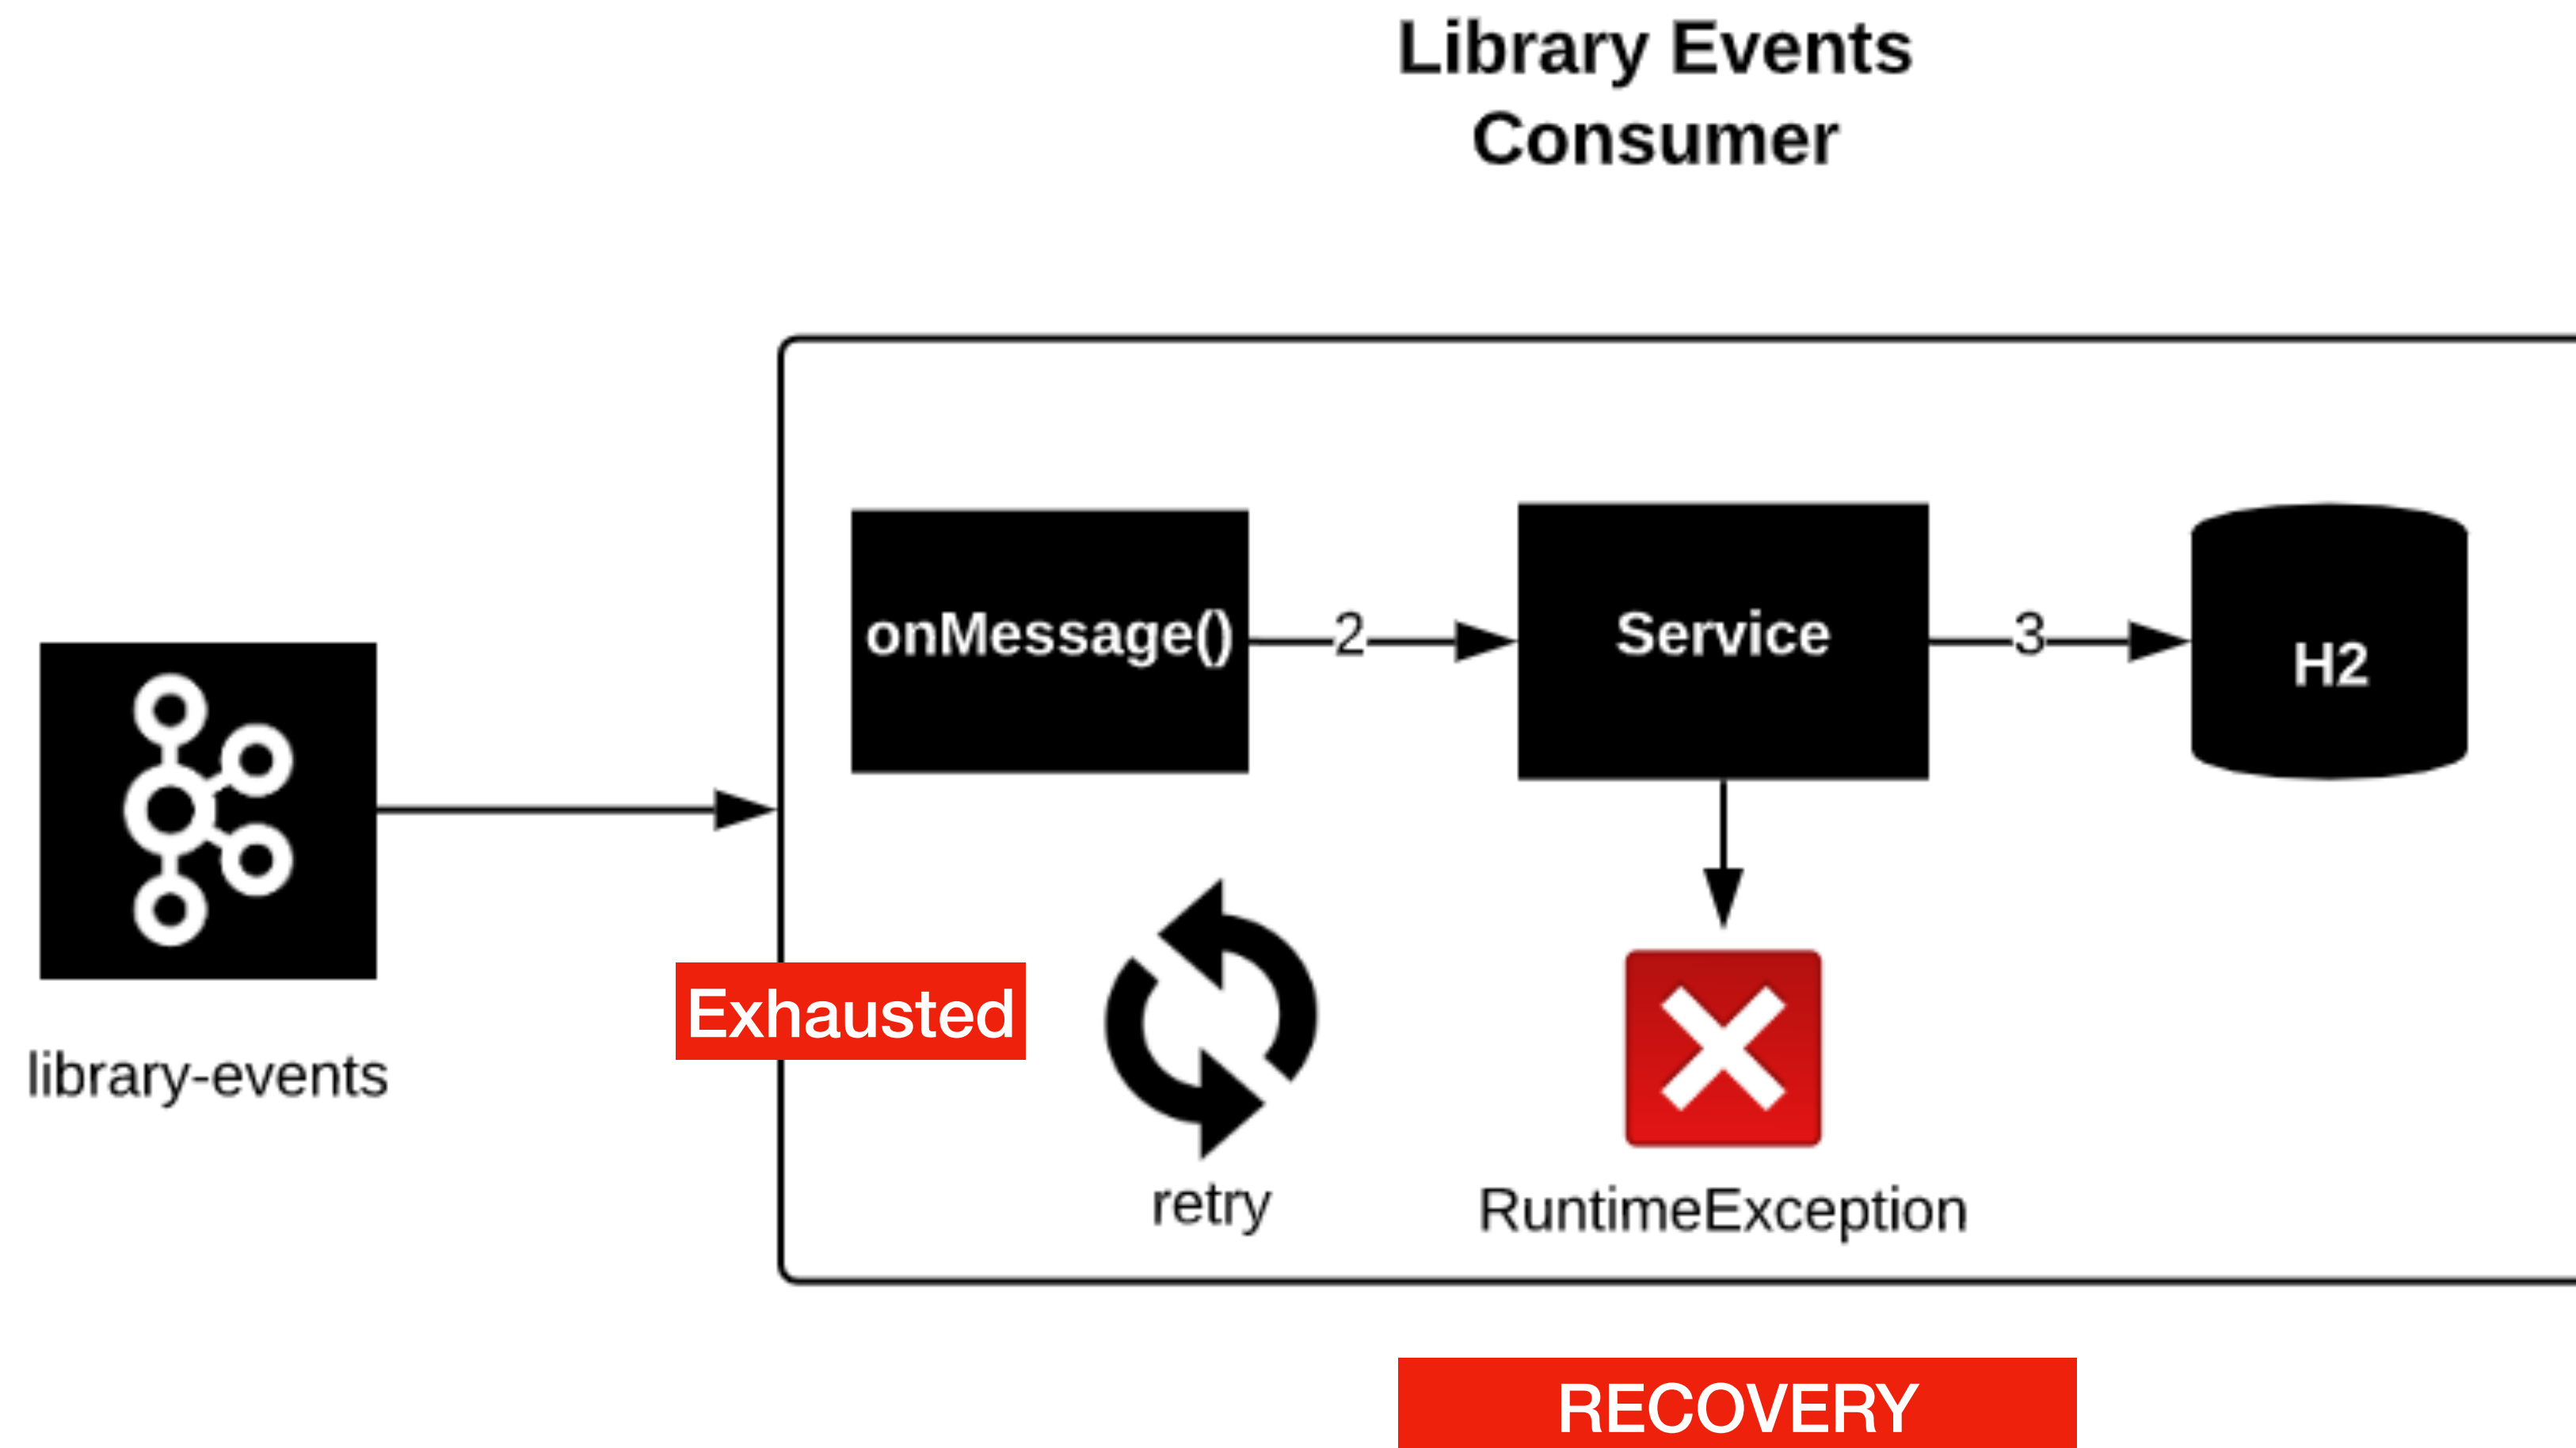 Library Events
Consumer
onMessage()
2
Service
3
H2
Exhausted
library-events
retry
RuntimeException
RECOVERY